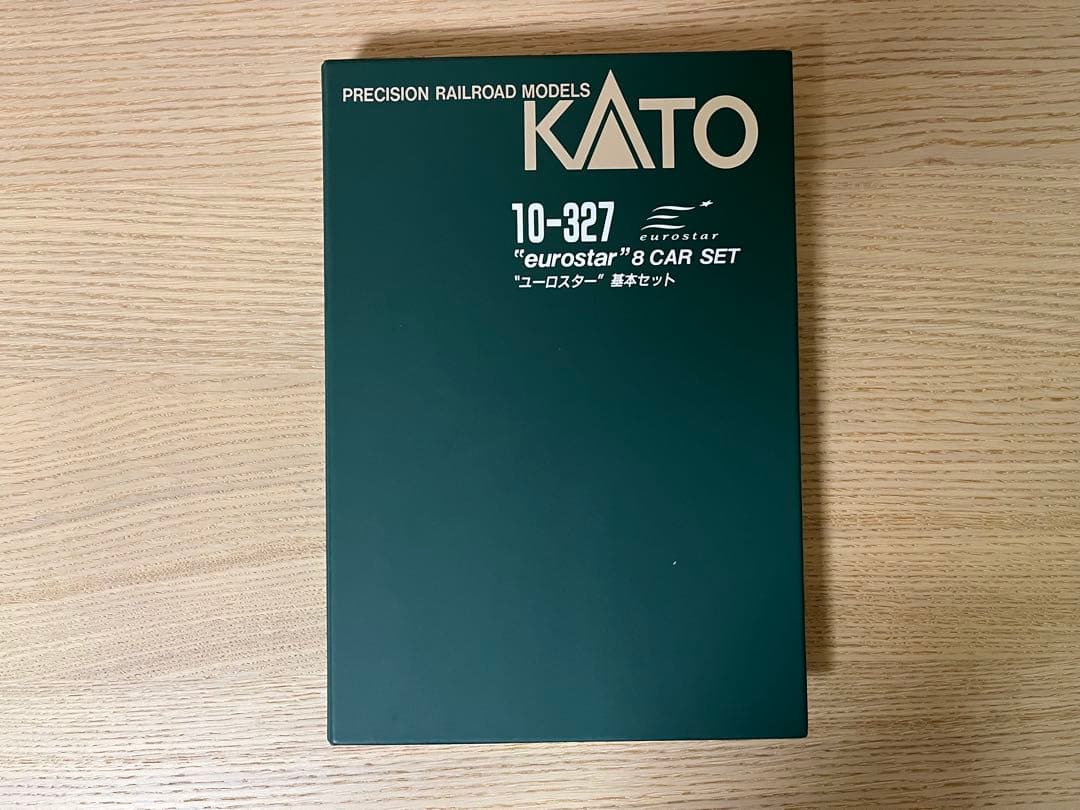 PRECISION RAILROAD MODELS
KATO
10-327
eurostar
"eurostar" 8 CAR SET
"ユーロスター" 基本セット